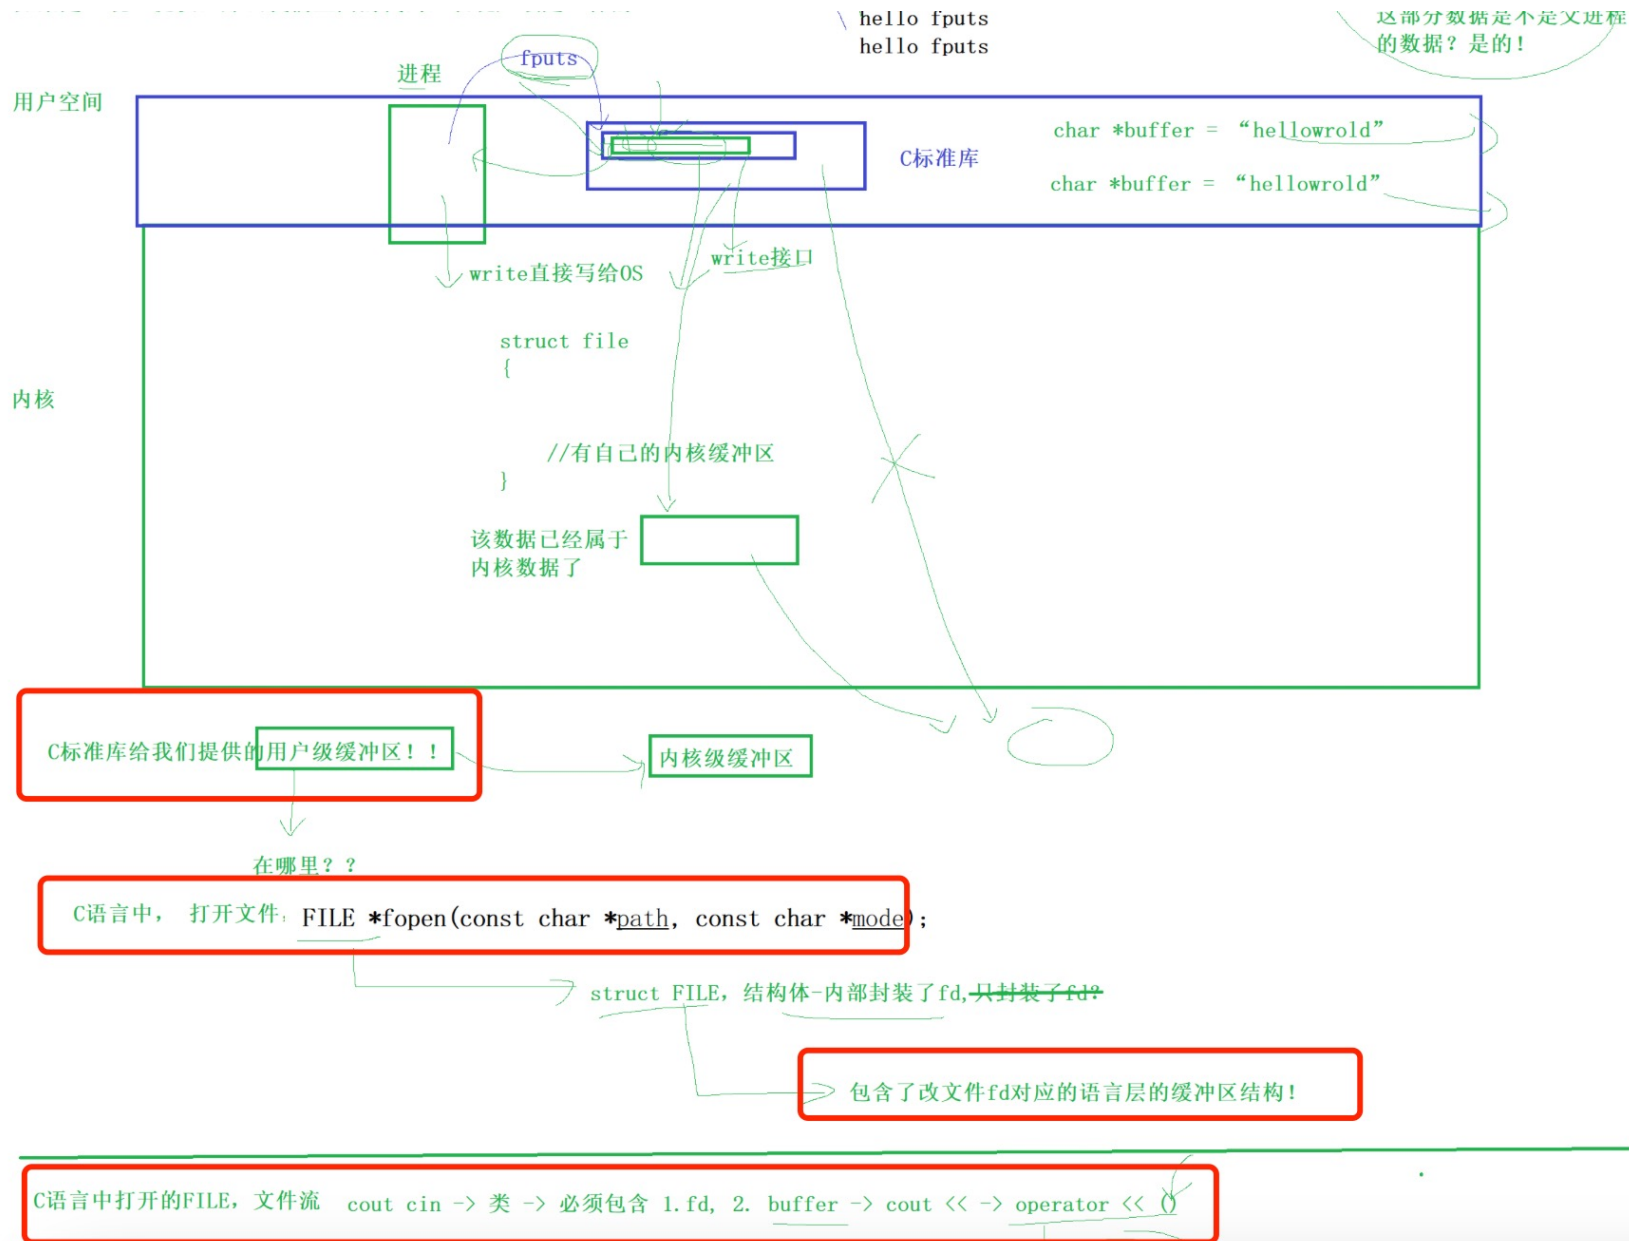 hello fputs
hello fputs
这部分数据是不是父进程
的数据？是的！
fputs
进程
用户空间
char *buffer = “hellowrold”
C标准库
char *buffer = “hellowrold”
write直接写给OS
write接口
struct file
{
内核
//有自己的内核缓冲区
}
该数据已经属于
内核数据了
C标准库给我们提供的用户级缓冲区！！
内核级缓冲区
在哪里？？
C语言中， 打开文件: FILE *fopen(const char *path, const char *mode);
struct FILE, 结构体-内部封装了fd,只封装了fd?
包含了改文件fd对应的语言层的缓冲区结构！
C语言中打开的FILE, 文件流 cout cin -> 类 -> 必须包含 1.fd, 2. buffer -> cout << -> operator << ()